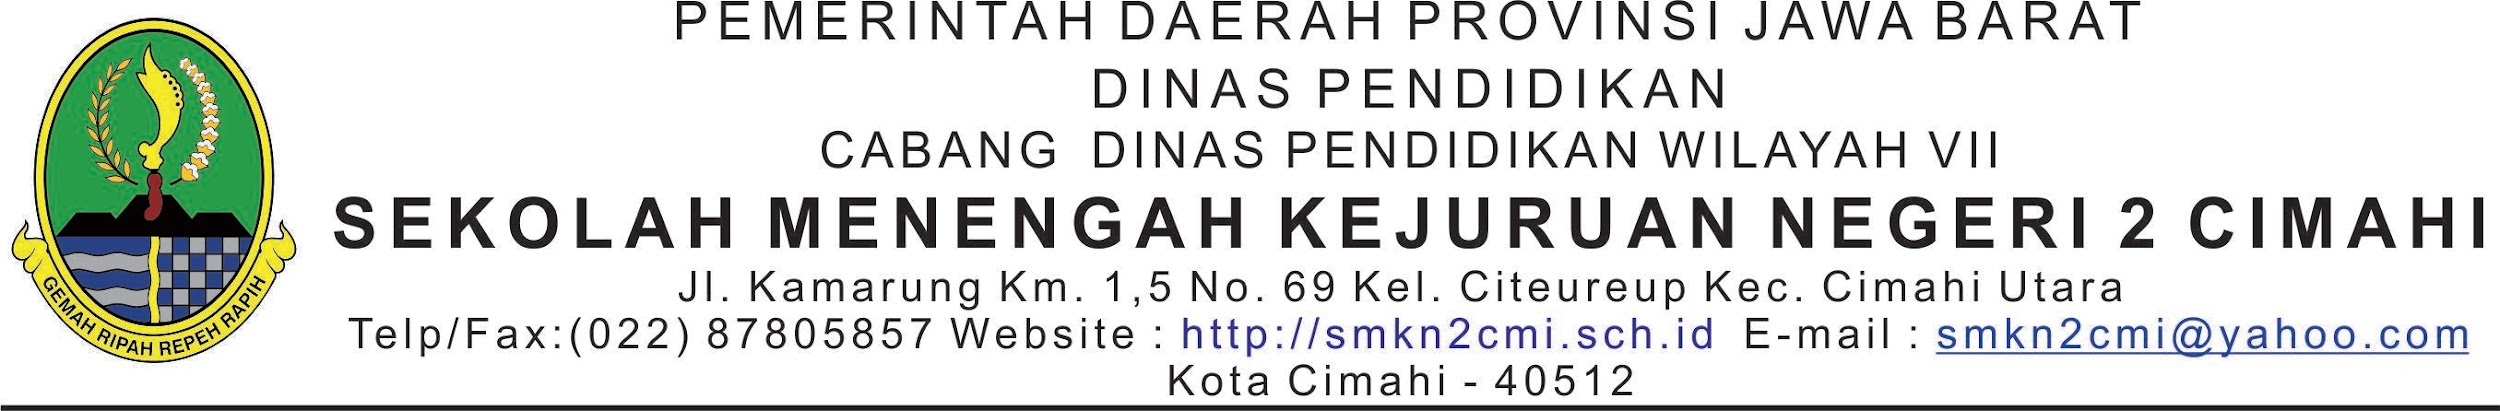 PEMERINTAH DAERAH PROVINSI JAWA BARAT
DINAS PENDIDIKAN
CABANG DINAS PENDIDIKAN WILAYAH VII
SEKOLAH MENENGAH KEJURUAN NEGERI 2 CIMAHI
Jl. Kamarung Km. 1,5 No. 69 Kel. Citeureup Kec. Cimahi Utara
Telp/Fax:(022) 87805857 Website : http://smkn2cmi.sch.id E-mail : smkn2cmi@yahoo.com
Kota Cimahi - 40512
GEMAH RIPAH REPEH RAPIH